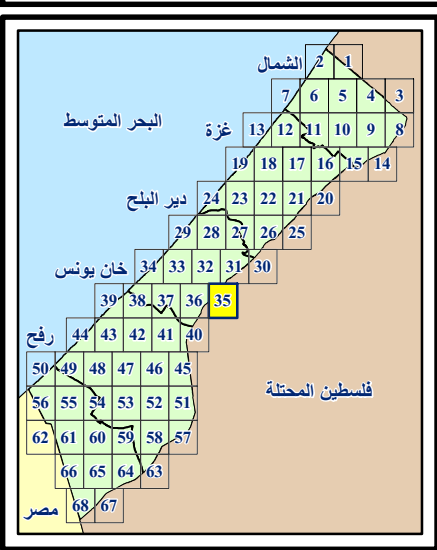 الشمال 2 1
7 6 5 4 3
البحر المتوسط غزة 13 12 11 10 9 8
19 18 17 16 15 14
دير البلح 24 23 22 21 20
29 28 27 26 25
خان يونس 34 33 32 31 30
39 38 37 36 35
رفح 44 43 42 41 40
50 49 48 47 46 45
فلسطين المحتلة
56 55 54 53 52 51
62 61 60 59 58 57
66 65 64 63
مصر 68 67